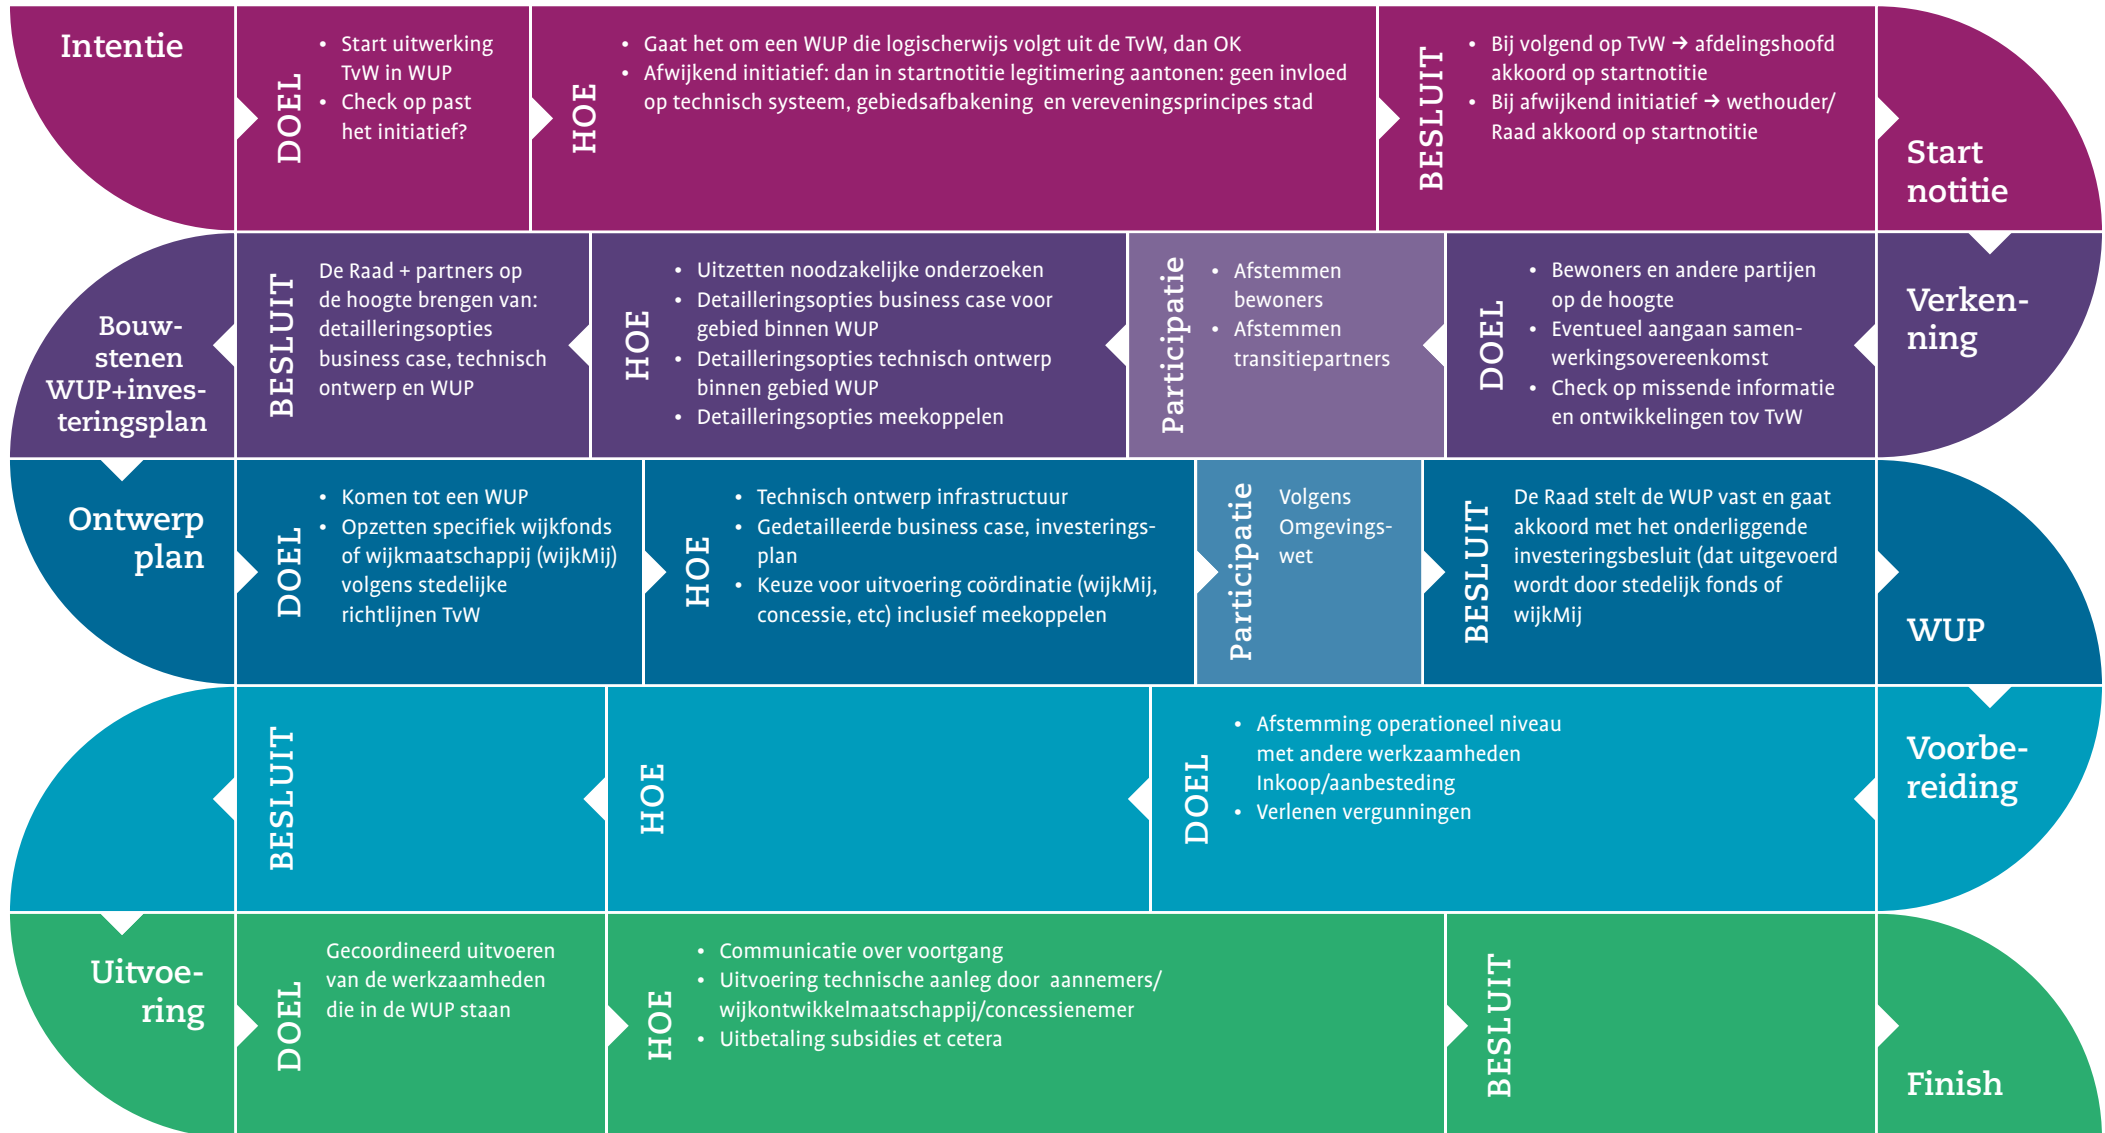 Intentie
DOEL
• Start uitwerking
TvW in WUP
• Check op past
het initiatief?
HOE
• Gaat het om een WUP die logischerwijs volgt uit de TvW, dan OK
• Afwijkend initiatief: dan in startnotitie legitimering aantonen: geen invloed
op technisch systeem, gebiedsafbakening en vereveningsprincipes stad
BESLUIT
• Bij volgend op TvW → afdelingshoofd
akkoord op startnotitie
• Bij afwijkend initiatief → wethouder/
Raad akkoord op startnotitie
Start
notitie
Verken-
ning
DOEL
• Bewoners en andere partijen
op de hoogte
• Eventueel aangaan samen-
werkingsovereenkomst
• Check op missende informatie
en ontwikkelingen tov TvW
Participatie
• Afstemmen
bewoners
• Afstemmen
transitiepartners
HOE
• Uitzetten noodzakelijke onderzoeken
• Detailleringsopties business case voor
gebied binnen WUP
• Detailleringsopties technisch ontwerp
binnen gebied WUP
• Detailleringsopties meekoppelen
BESLUIT
De Raad + partners op
de hoogte brengen van:
detailleringsopties
business case, technisch
ontwerp en WUP
Bouw-
stenen
WUP+inves-
teringsplan
Ontwerp
plan
DOEL
• Komen tot een WUP
• Opzetten specifiek wijkfonds
of wijkmaatschappij (wijkMij)
volgens stedelijke
richtlijnen TvW
HOE
• Technisch ontwerp infrastructuur
• Gedetailleerde business case, investerings-
plan
• Keuze voor uitvoering coördinatie (wijkMij,
concessie, etc) inclusief meekoppelen
Participatie
Volgens
Omgevings-
wet
BESLUIT
De Raad stelt de WUP vast en gaat
akkoord met het onderliggende
investeringsbesluit (dat uitgevoerd
wordt door stedelijk fonds of
wijkMij
WUP
Voorbe-
reiding
DOEL
• Afstemming operationeel niveau
met andere werkzaamheden
Inkoop/aanbesteding
• Verlenen vergunningen
HOE
BESLUIT
Uitvoe-
ring
DOEL
Gecoordineerd uitvoeren
van de werkzaamheden
die in de WUP staan
HOE
• Communicatie over voortgang
• Uitvoering technische aanleg door aannemers/
wijkontwikkelmaatschappij/concessienemer
• Uitbetaling subsidies et cetera
BESLUIT
Finish